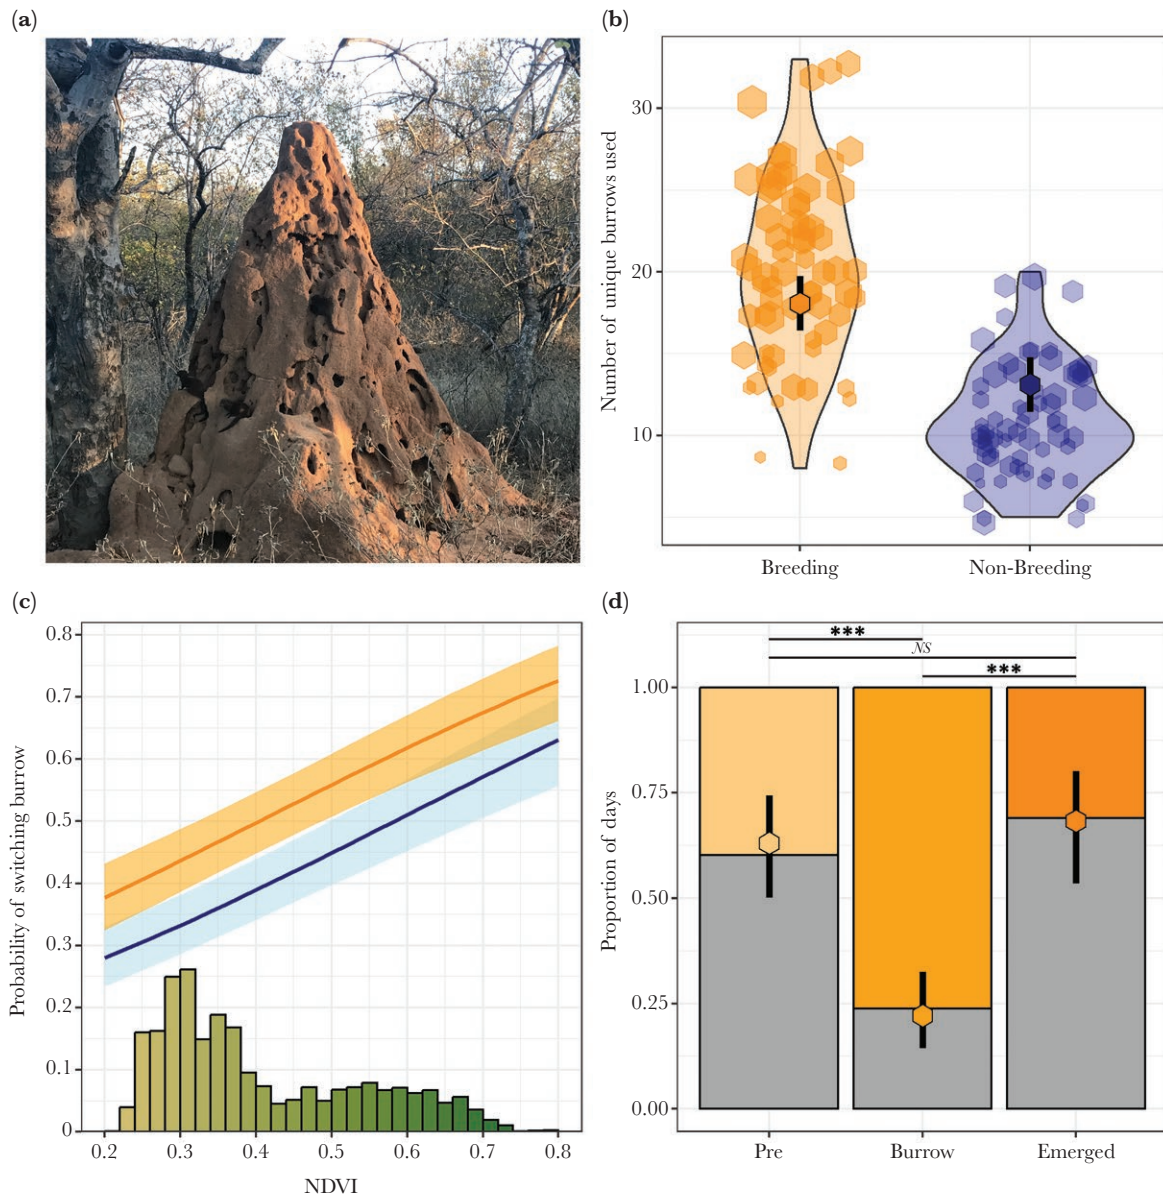 (a)
(b)
Number of unique burrows used
30
20
10
Breeding
Non-Breeding
(c)
Probability of switching burrow
0.8
0.7
0.6
0.5
0.4
0.3
0.2
0.1
0
0.2
0.3
0.4
0.5
0.6
0.7
0.8
NDVI
(d)
***
NS
***
Proportion of days
1.00
0.75
0.50
0.25
0.00
Pre
Burrow
Emerged